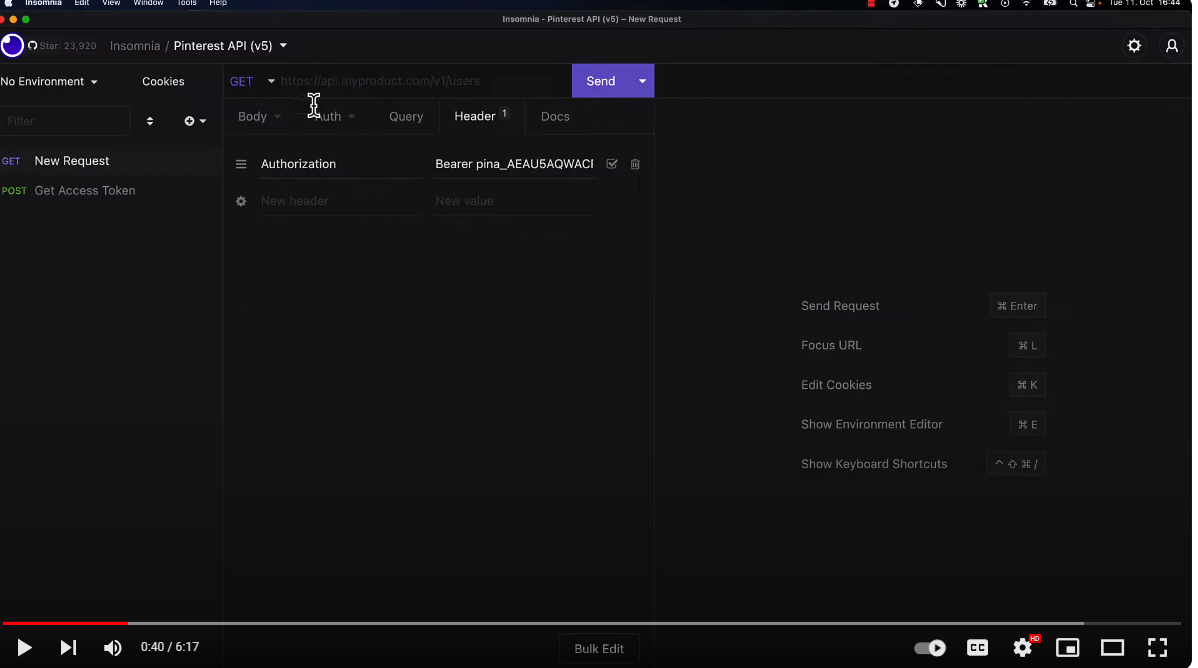 Insomnia Edit View Window Tools Help Tue 11. Oct 16:44
Insomnia - Pinterest API (v5) – New Request
Star 23,920 Insomnia / Pinterest API (v5)
No Environment Cookies
GET https://api.myproduct.com/v1/users Send
Filter
Body Auth Query Header 1 Docs
GET New Request
Authorization Bearer pina_AEAU5AQWACI
POST Get Access Token
New header New value
Send Request ⌘ Enter
Focus URL ⌘ L
Edit Cookies ⌘ K
Show Environment Editor ⌘ E
Show Keyboard Shortcuts ⌃ ⇧ ⌘ /
0:40 / 6:17
Bulk Edit
CC
HD